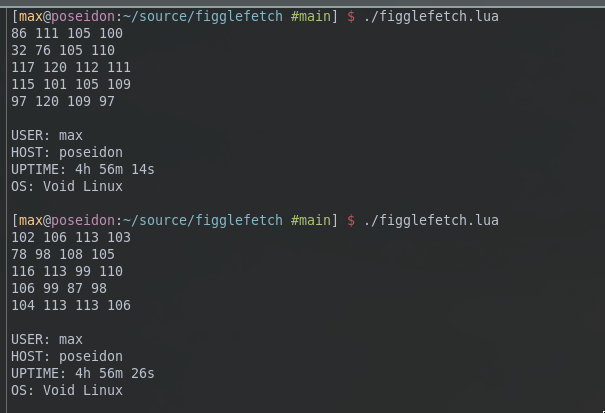 [max@poseidon:~/source/figglefetch #main] $ ./figglefetch.lua
86 111 105 100
32 76 105 110
117 120 112 111
115 101 105 109
97 120 109 97
USER: max
HOST: poseidon
UPTIME: 4h 56m 14s
OS: Void Linux
[max@poseidon:~/source/figglefetch #main] $ ./figglefetch.lua
102 106 113 103
78 98 108 105
116 113 99 110
106 99 87 98
104 113 113 106
USER: max
HOST: poseidon
UPTIME: 4h 56m 26s
OS: Void Linux